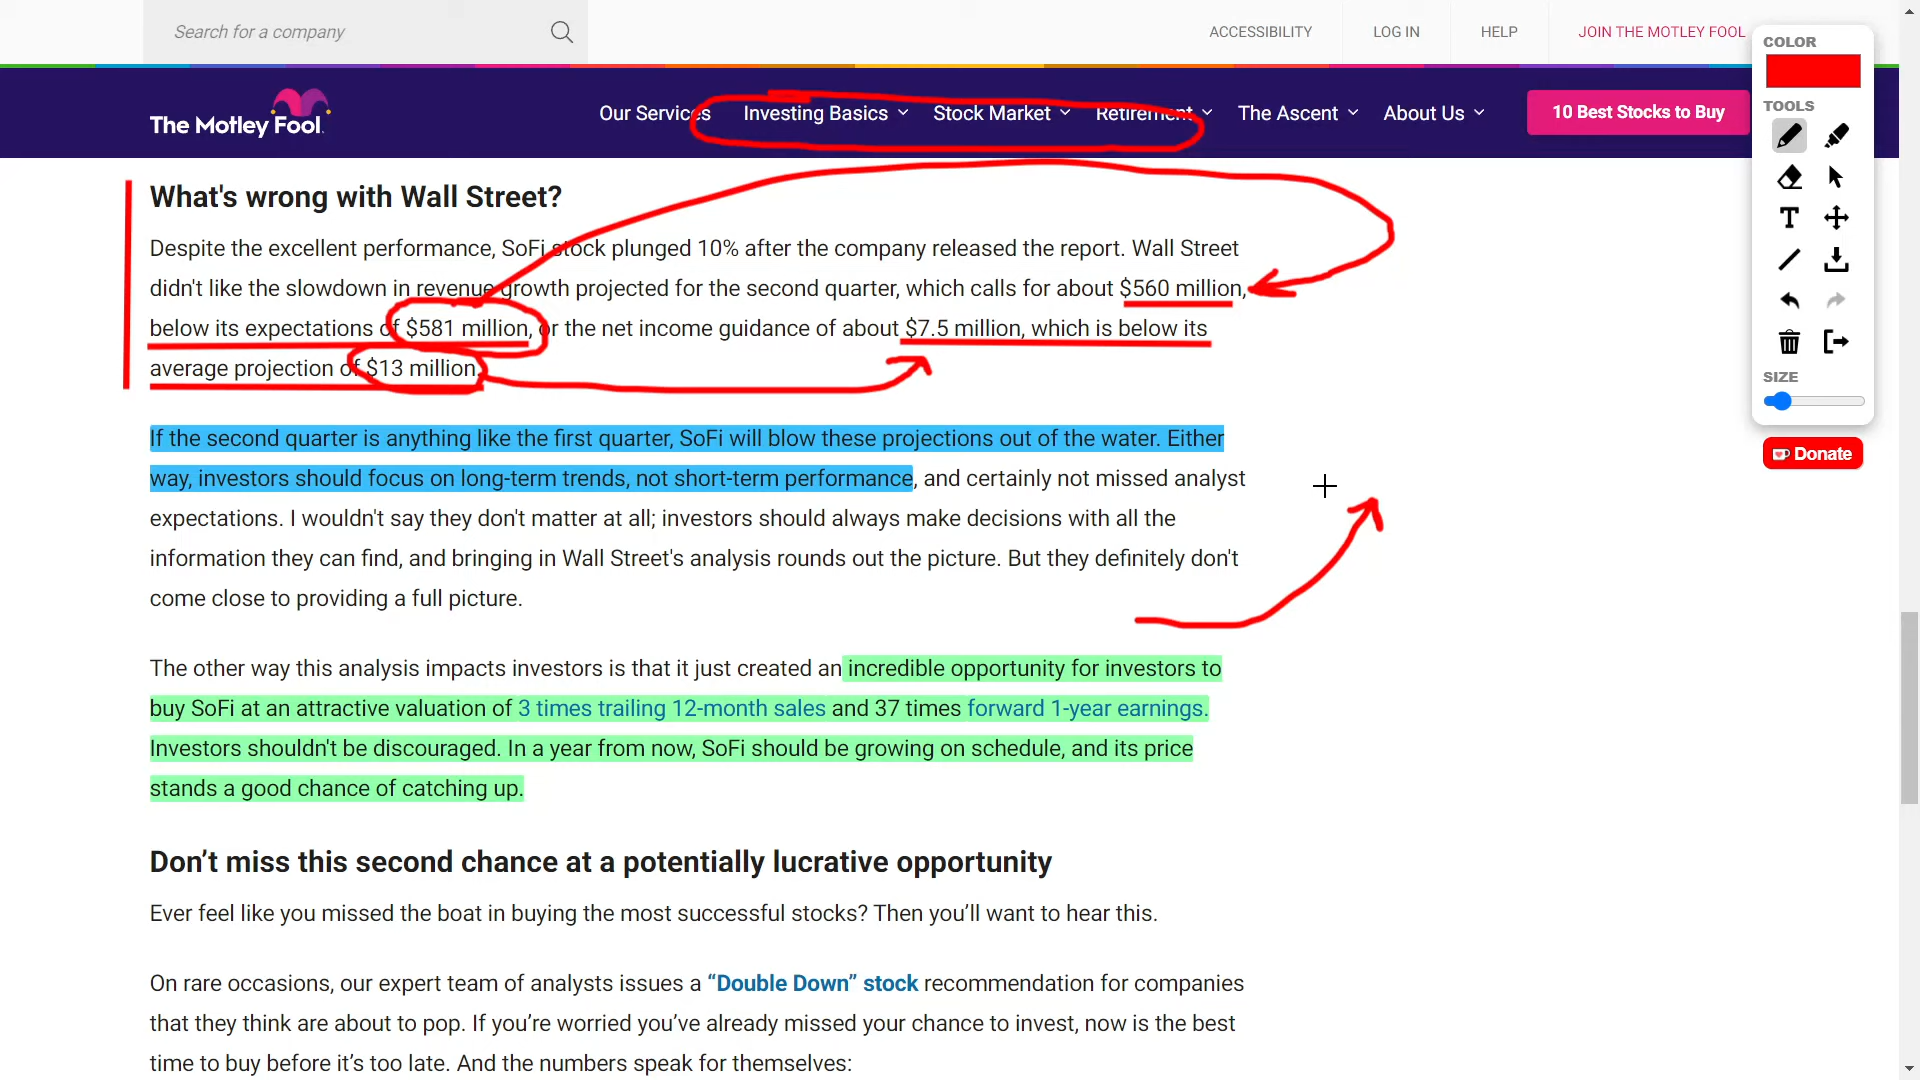 Search for a company
ACCESSIBILITY
LOG IN
HELP
JOIN THE MOTLEY FOOL
The Motley Fool.
Our Services
Investing Basics
Stock Market
Retirement
The Ascent
About Us
10 Best Stocks to Buy
What's wrong with Wall Street?
Despite the excellent performance, SoFi stock plunged 10% after the company released the report. Wall Street
didn't like the slowdown in revenue growth projected for the second quarter, which calls for about $560 million,
below its expectations of $581 million, or the net income guidance of about $7.5 million, which is below its
average projection of $13 million.
If the second quarter is anything like the first quarter, SoFi will blow these projections out of the water. Either
way, investors should focus on long-term trends, not short-term performance, and certainly not missed analyst
expectations. I wouldn't say they don't matter at all; investors should always make decisions with all the
information they can find, and bringing in Wall Street's analysis rounds out the picture. But they definitely don't
come close to providing a full picture.
The other way this analysis impacts investors is that it just created an incredible opportunity for investors to
buy SoFi at an attractive valuation of 3 times trailing 12-month sales and 37 times forward 1-year earnings.
Investors shouldn't be discouraged. In a year from now, SoFi should be growing on schedule, and its price
stands a good chance of catching up.
Don’t miss this second chance at a potentially lucrative opportunity
Ever feel like you missed the boat in buying the most successful stocks? Then you’ll want to hear this.
On rare occasions, our expert team of analysts issues a “Double Down” stock recommendation for companies
that they think are about to pop. If you’re worried you’ve already missed your chance to invest, now is the best
time to buy before it’s too late. And the numbers speak for themselves:
COLOR
TOOLS
T
SIZE
Donate